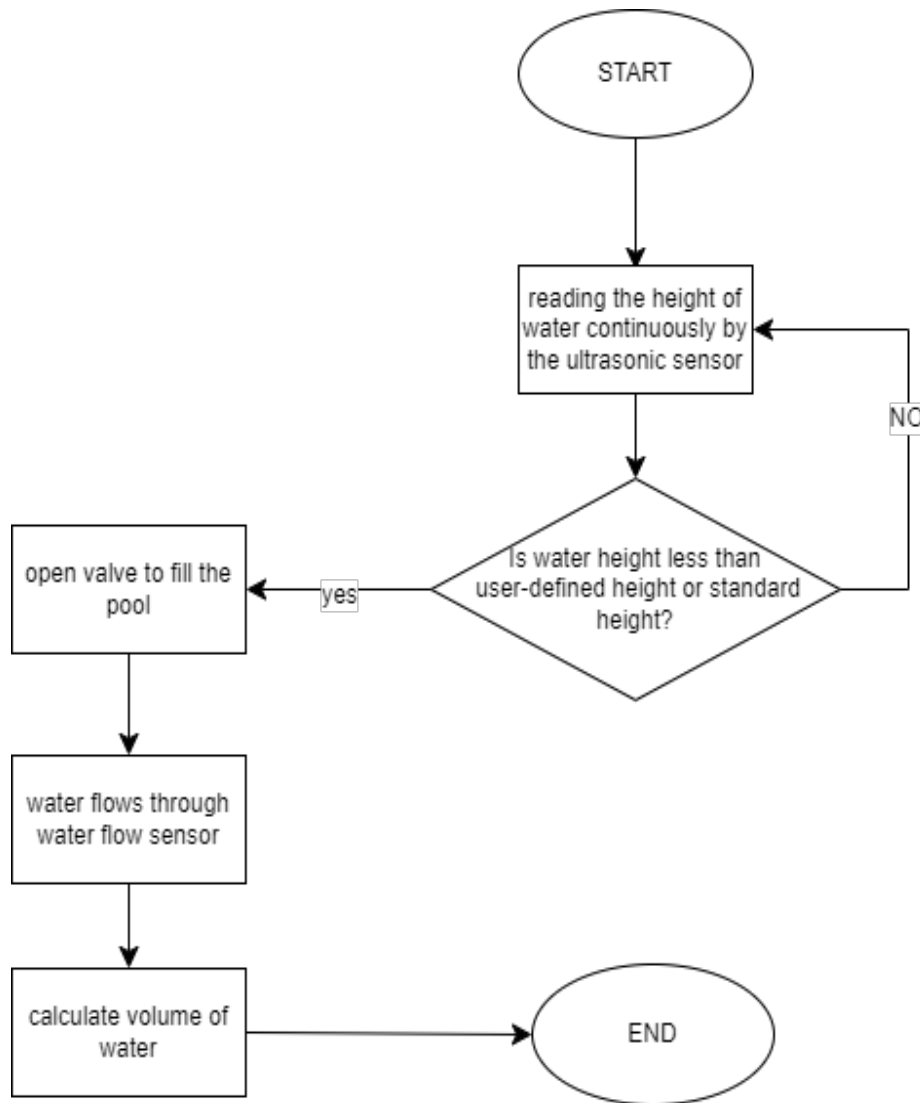 START
reading the height of
water continuously by
the ultrasonic sensor
NO
Is water height less than
user-defined height or standard
height?
yes
open valve to fill the
pool
water flows through
water flow sensor
calculate volume of
water
END